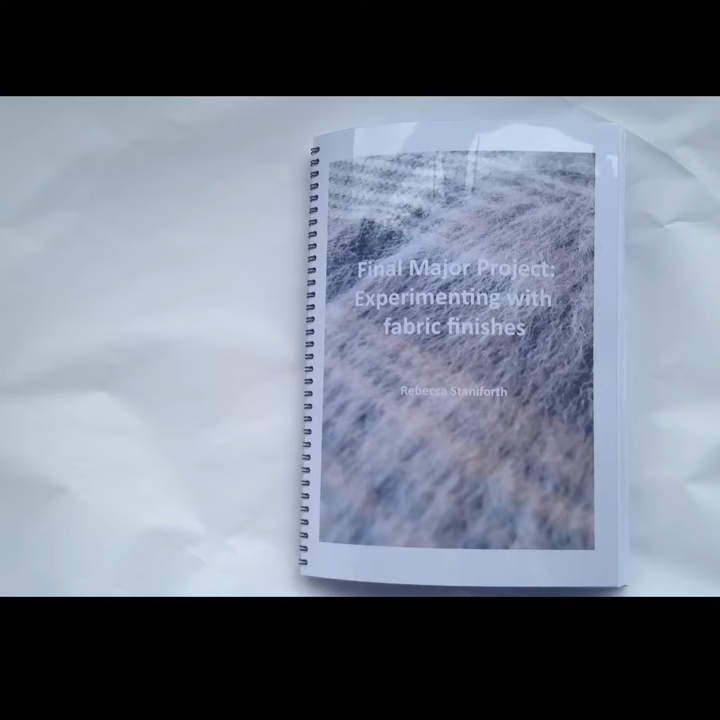 Final Major Project:
Experimenting with
fabric finishes
Rebecca Staniforth